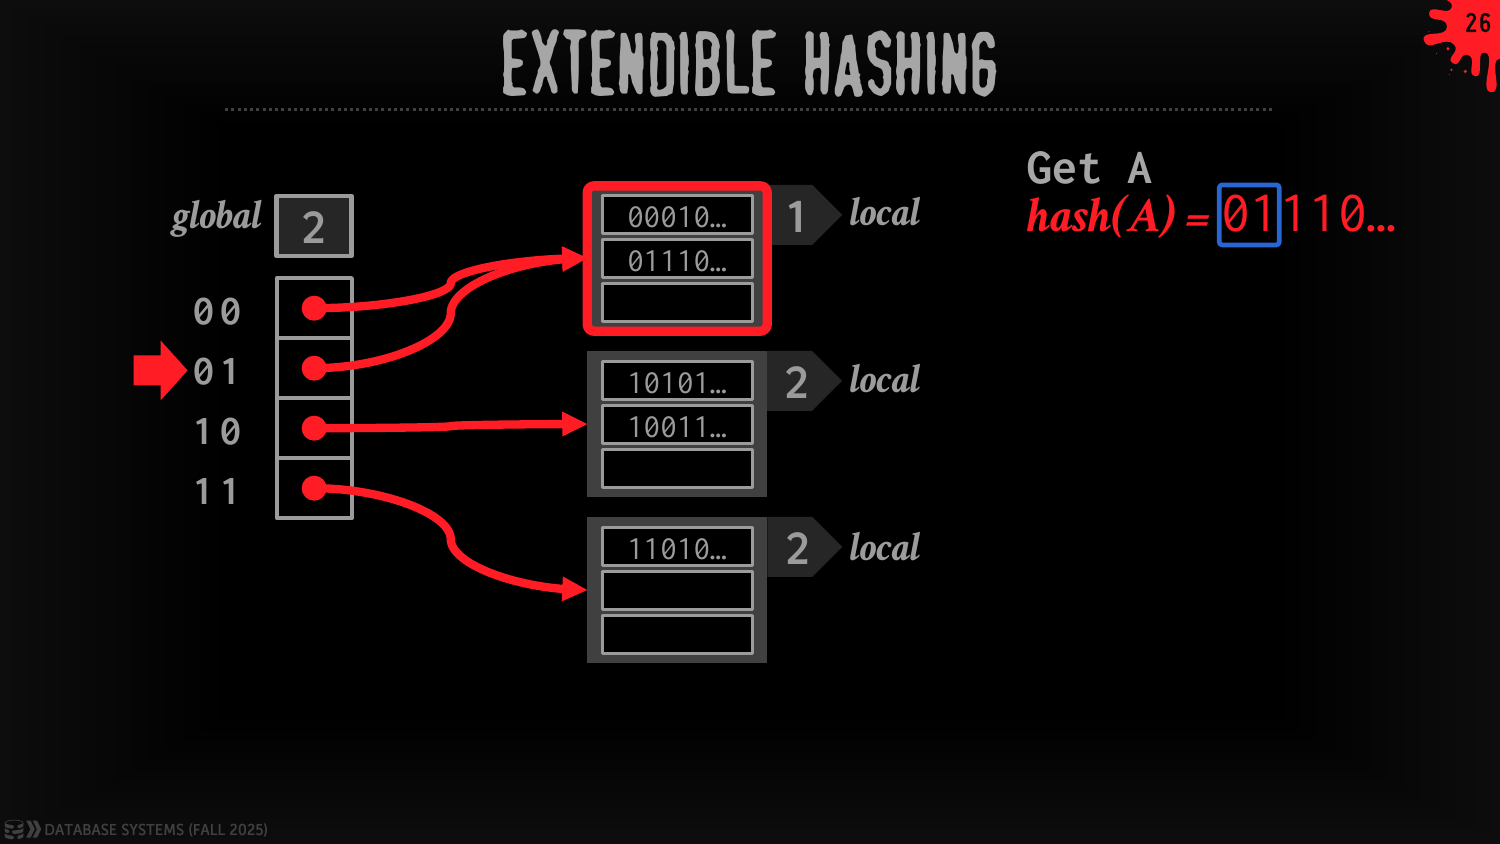 26
EXTENDIBLE HASHING
Get A
hash(A) = 01110...
global 2
00
01
10
11
00010...
01110...
1 local
10101...
10011...
2 local
11010...
2 local
DATABASE SYSTEMS (FALL 2025)